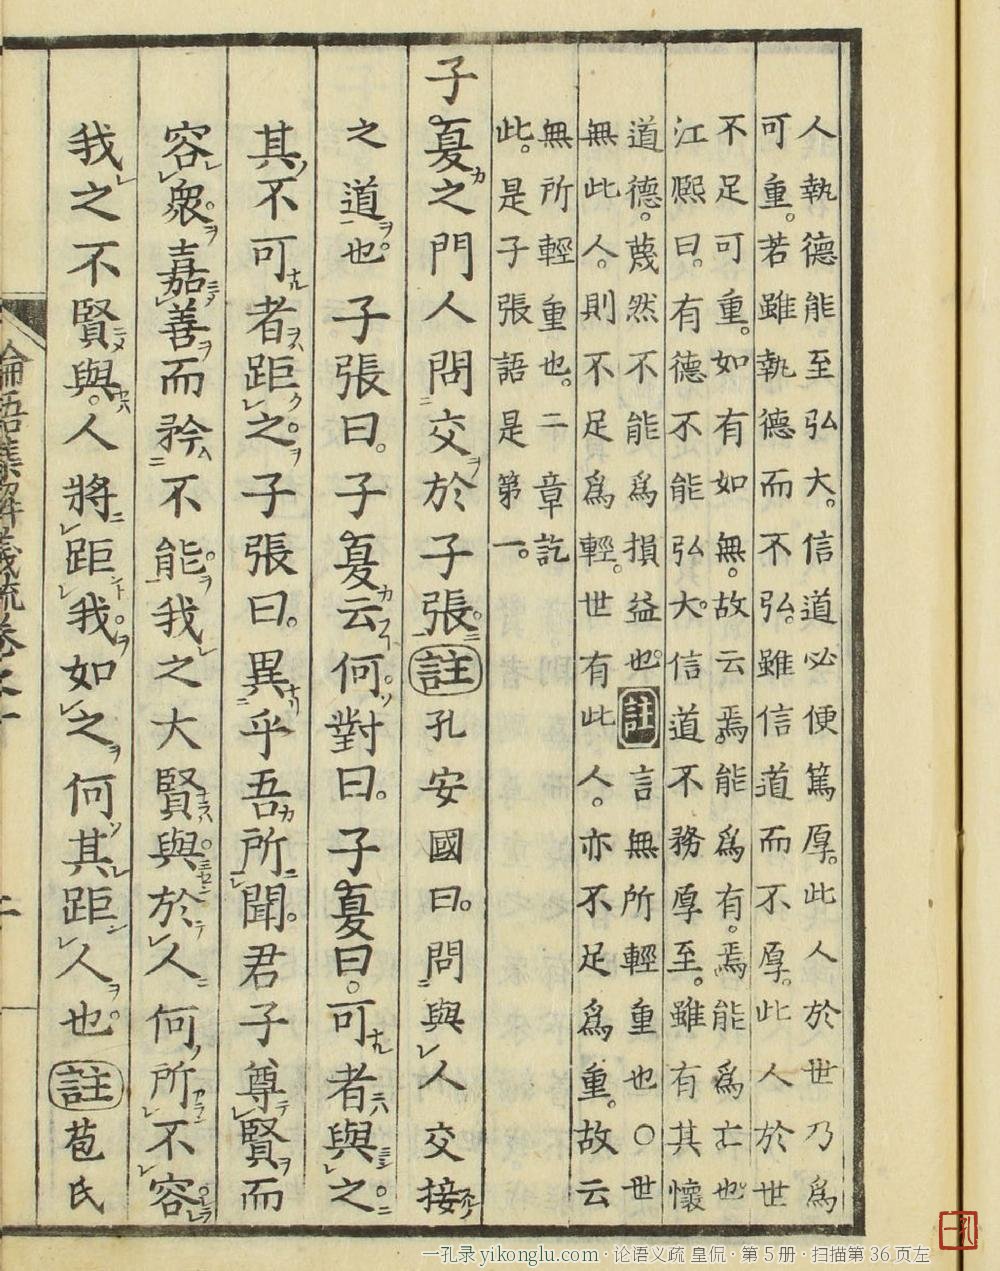 人執德能至弘大。信道必便篤厚。此人於世乃爲
可重。若雖執德而不弘。雖信道而不厚。此人於世
不足可重。如有如無。故云焉能爲有。焉能爲亡也。
江熙曰。有德不能弘大。信道不務厚至。雖有其懷
道德。蔑然不能爲損益也。註言無所輕重也〇世
無此人。則不足爲輕。世有此人。亦不足爲重。故云
無所輕重也。二章訖
此。是子張語是第一。
子夏之門人問交於子張。註孔安國曰。問與人交接
之道也子張曰。子夏云何。對曰。子夏曰。可者與之。
其不可者距之。子張曰。異乎吾所聞。君子尊賢而
容衆。嘉善而矜不能。我之大賢與。於人何所不容。
我之不賢與。人將距我。如之何其距人也。註苞氏
論語集解義疏卷之十
一孔录 yikonglu.com · 论语义疏 皇侃 · 第 5 册 · 扫描第 36 页左
一孔